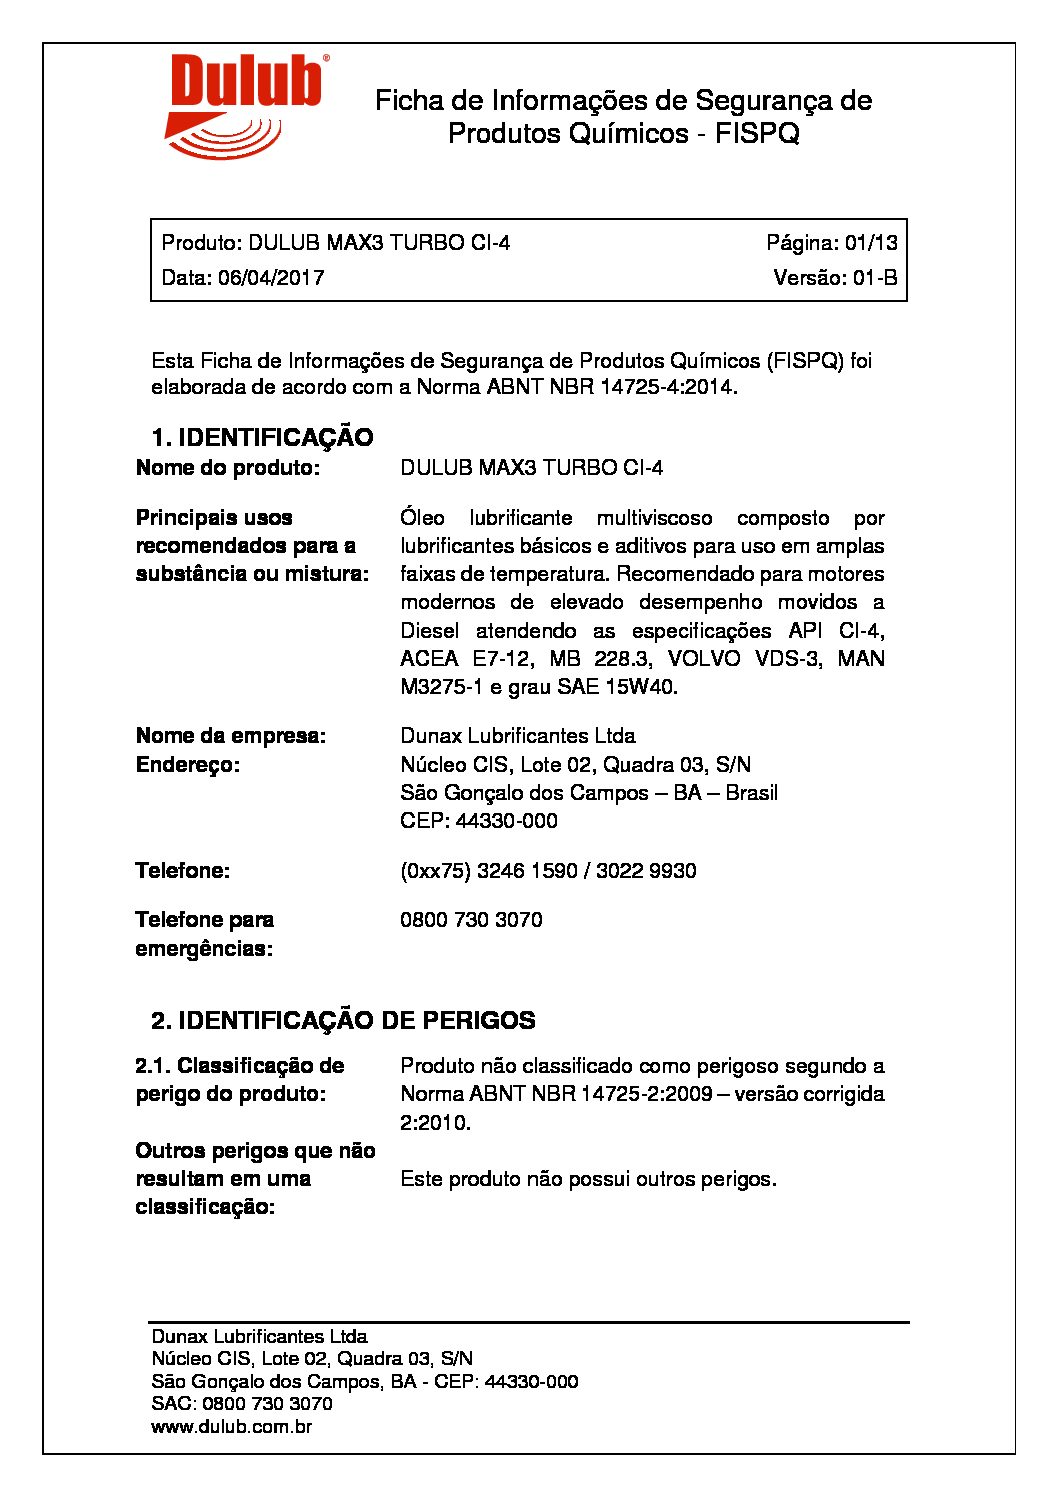 Dulub®
Ficha de Informações de Segurança de
Produtos Químicos - FISPQ
Produto: DULUB MAX3 TURBO CI-4 Página: 01/13
Data: 06/04/2017 Versão: 01-B
Esta Ficha de Informações de Segurança de Produtos Químicos (FISPQ) foi
elaborada de acordo com a Norma ABNT NBR 14725-4:2014.
1. IDENTIFICAÇÃO
Nome do produto: DULUB MAX3 TURBO CI-4
Principais usos Óleo lubrificante multiviscoso composto por
recomendados para a lubrificantes básicos e aditivos para uso em amplas
substância ou mistura: faixas de temperatura. Recomendado para motores
modernos de elevado desempenho movidos a
Diesel atendendo as especificações API CI-4,
ACEA E7-12, MB 228.3, VOLVO VDS-3, MAN
M3275-1 e grau SAE 15W40.
Nome da empresa: Dunax Lubrificantes Ltda
Endereço: Núcleo CIS, Lote 02, Quadra 03, S/N
São Gonçalo dos Campos – BA – Brasil
CEP: 44330-000
Telefone: (0xx75) 3246 1590 / 3022 9930
Telefone para 0800 730 3070
emergências:
2. IDENTIFICAÇÃO DE PERIGOS
2.1. Classificação de Produto não classificado como perigoso segundo a
perigo do produto: Norma ABNT NBR 14725-2:2009 – versão corrigida
2:2010.
Outros perigos que não
resultam em uma Este produto não possui outros perigos.
classificação:
Dunax Lubrificantes Ltda
Núcleo CIS, Lote 02, Quadra 03, S/N
São Gonçalo dos Campos, BA - CEP: 44330-000
SAC: 0800 730 3070
www.dulub.com.br